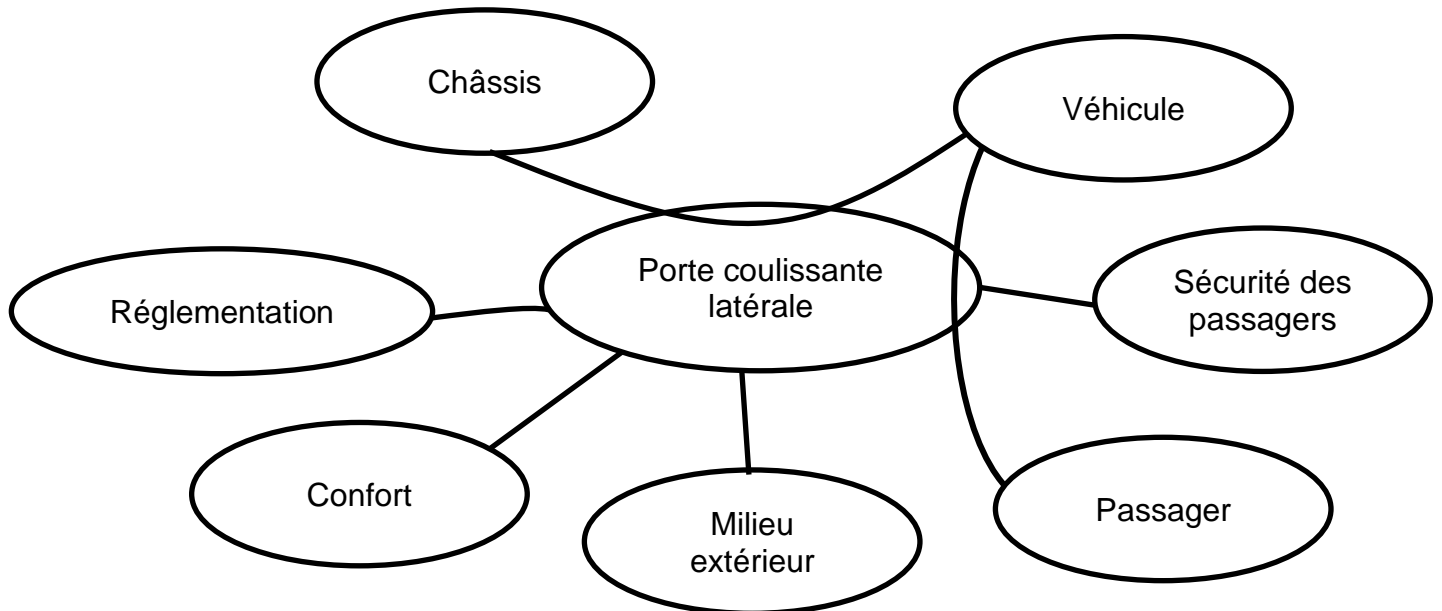 Châssis
Véhicule
Porte coulissante
latérale
Sécurité des
passagers
Réglementation
Confort
Milieu
extérieur
Passager